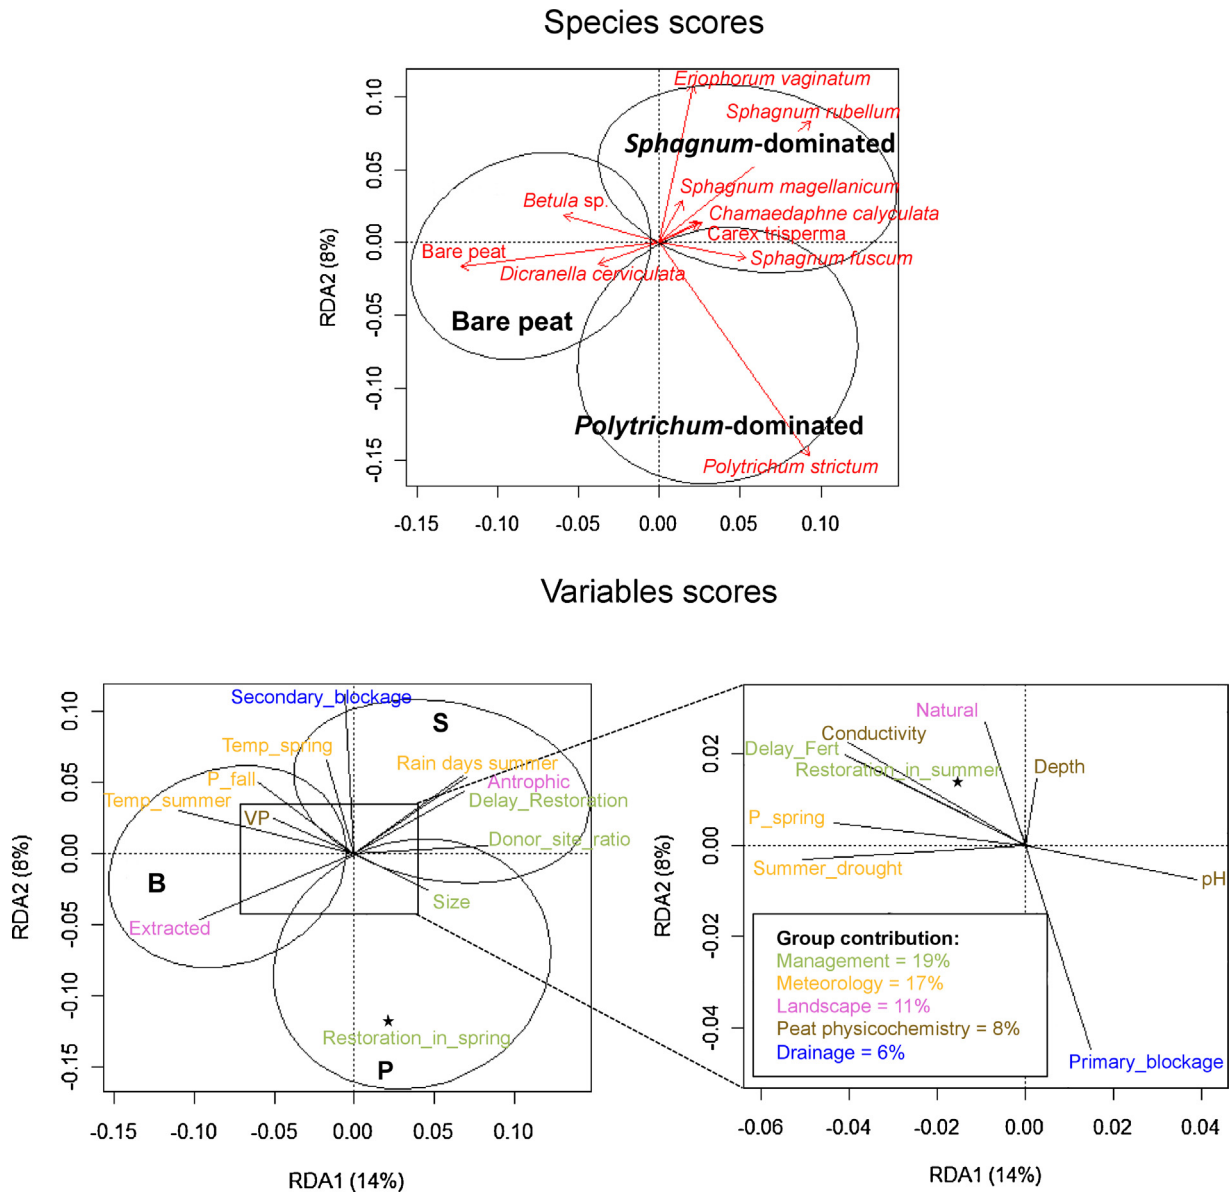 Species scores
Eriophorum vaginatum
Sphagnum rubellum
Sphagnum-dominated
Sphagnum magellanicum
Betula sp.
Chamaedaphne calyculata
Carex trisperma
Bare peat
Sphagnum fuscum
Dicranella cerviculata
Bare peat
Polytrichum-dominated
Polytrichum strictum
RDA2 (8%)
0.10
0.05
0.00
-0.05
-0.10
-0.15
-0.15 -0.10 -0.05 0.00 0.05 0.10
Variables scores
Secondary_blockage
S
Temp_spring
Rain days summer
P_fall
Antrophic
Temp_summer
Delay_Restoration
VP
Donor_site_ratio
B
Size
Extracted
Restoration_in_spring
P
RDA2 (8%)
0.10
0.05
0.00
-0.05
-0.10
-0.15
-0.15 -0.10 -0.05 0.00 0.05 0.10
RDA1 (14%)
Natural
Conductivity
Delay_Fert
Restoration_in_summer
Depth
P_spring
Summer_drought
pH
Group contribution:
Management = 19%
Meteorology = 17%
Landscape = 11%
Peat physicochemistry = 8%
Drainage = 6%
Primary_blockage
RDA2 (8%)
0.02
0.00
-0.02
-0.04
-0.06 -0.04 -0.02 0.00 0.02 0.04
RDA1 (14%)